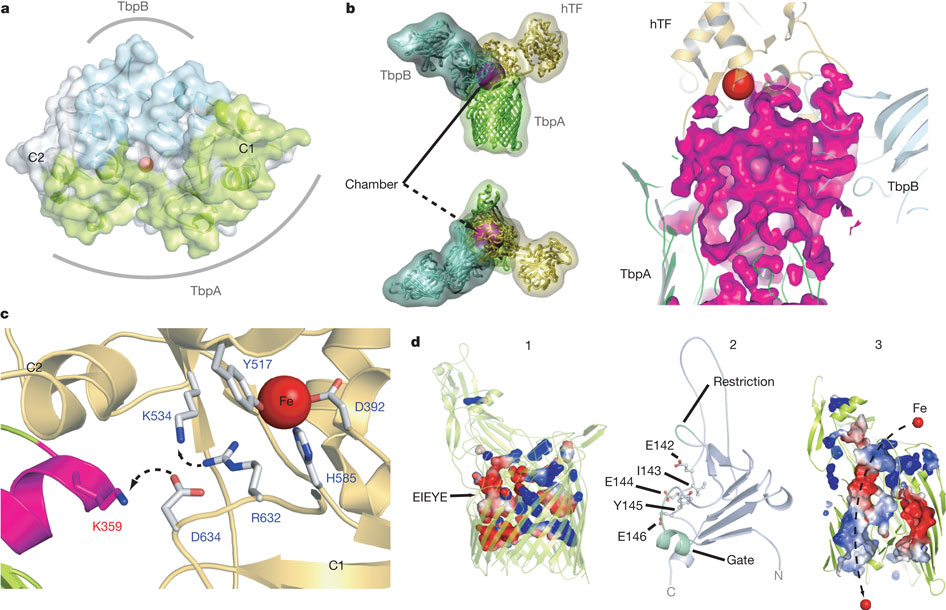 a
TbpB
C2
C1
TbpA
b
hTF
TbpB
TbpA
Chamber
hTF
TbpB
TbpA
c
C2
Y517
Fe
K534
D392
H585
K359
R632
D634
C1
d
1
2
3
Restriction
Fe
E142
I143
EIEYE
E144
Y145
E146
Gate
C
N